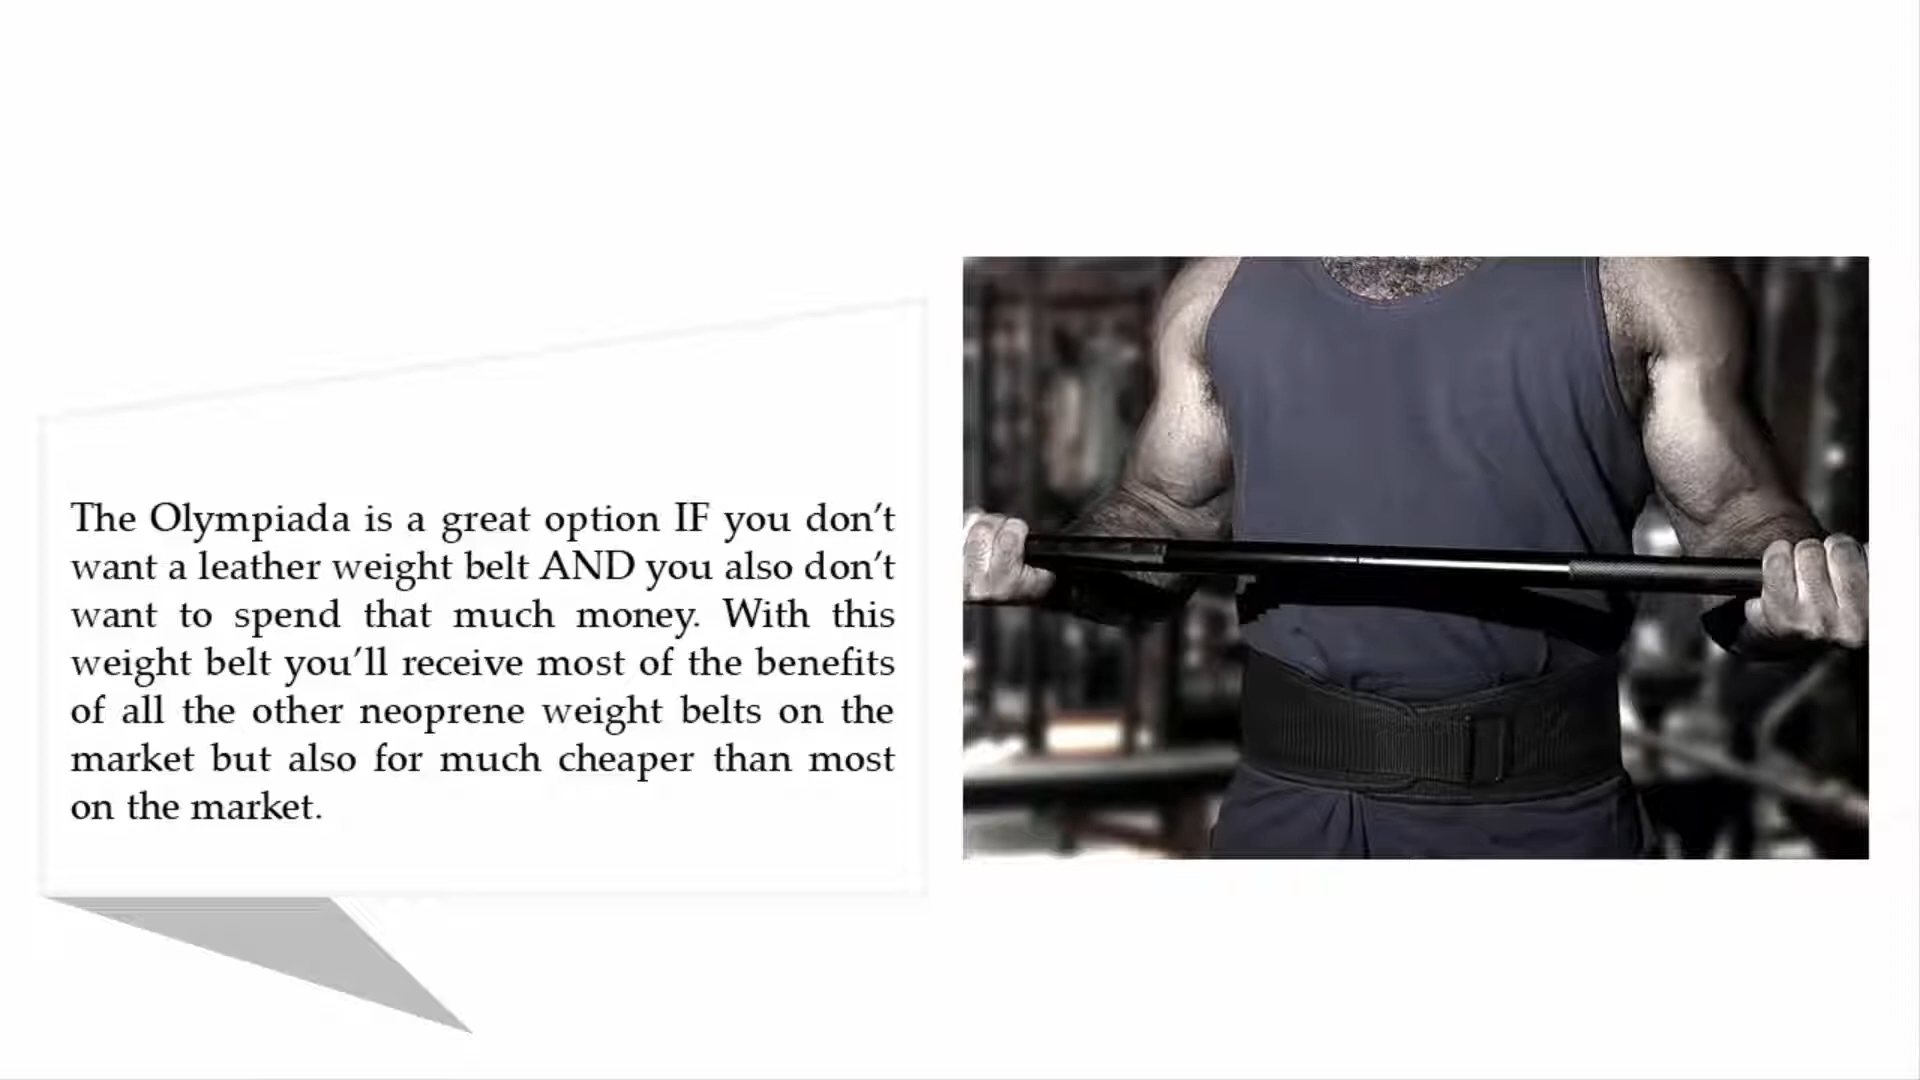 The Olympiada is a great option IF you don’t
want a leather weight belt AND you also don’t
want to spend that much money. With this
weight belt you’ll receive most of the benefits
of all the other neoprene weight belts on the
market but also for much cheaper than most
on the market.